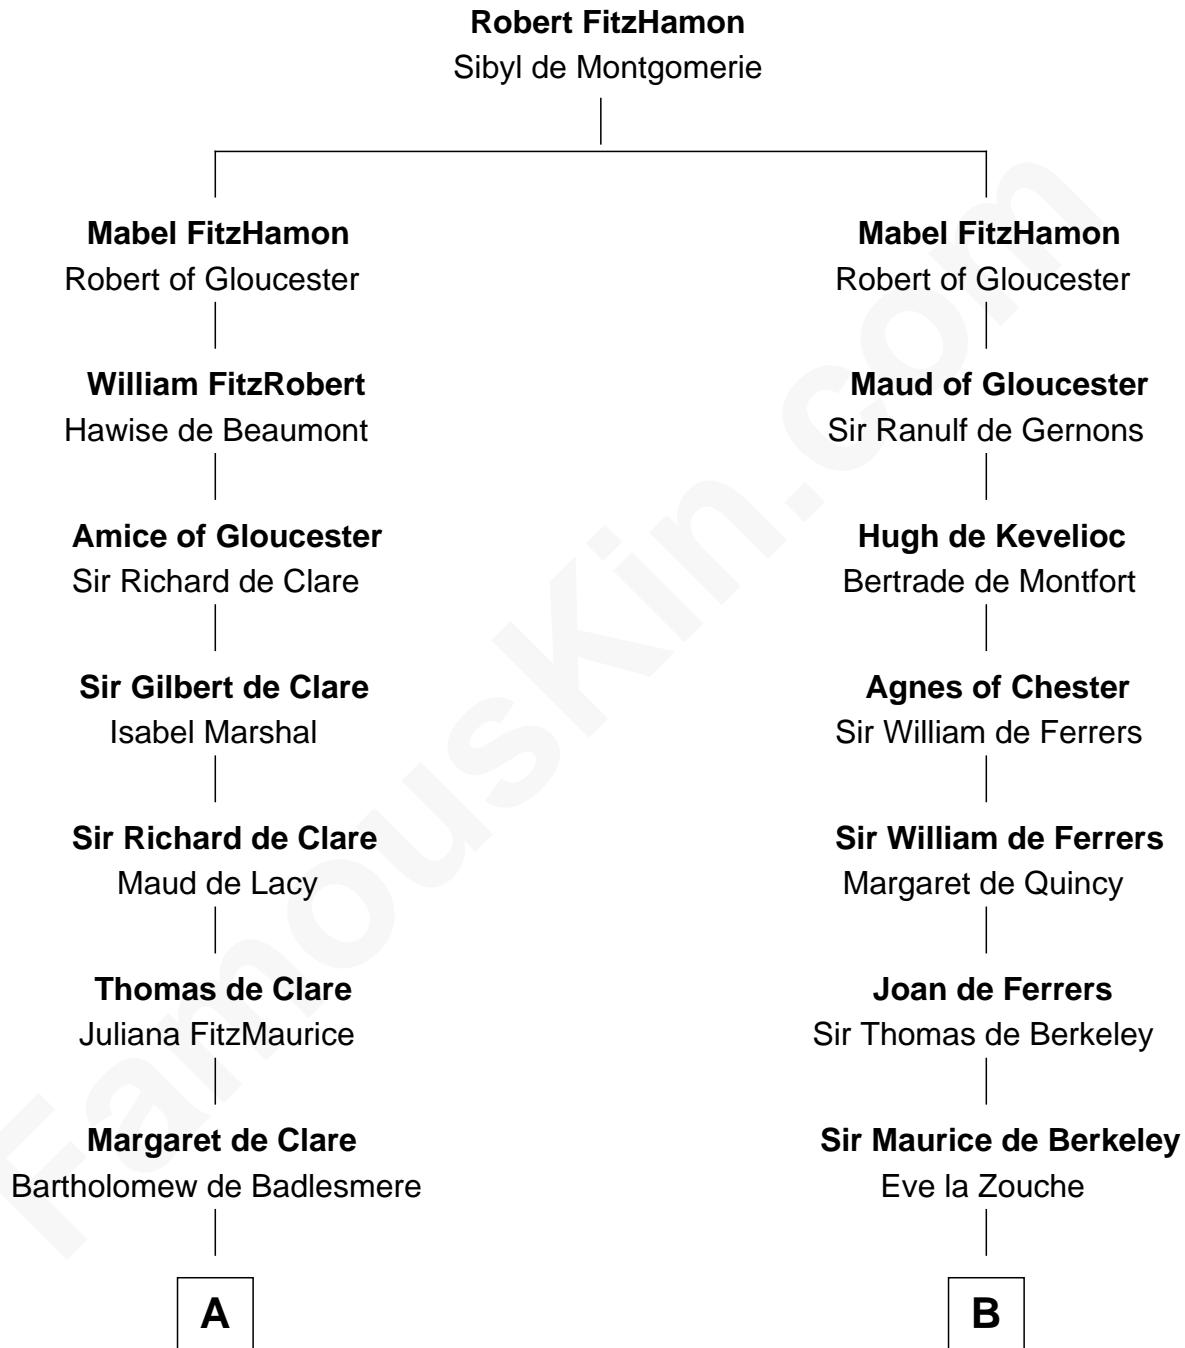 Robert FitzHamon
Sibyl de Montgomerie
Mabel FitzHamon
Robert of Gloucester
William FitzRobert
Hawise de Beaumont
Amice of Gloucester
Sir Richard de Clare
Sir Gilbert de Clare
Isabel Marshal
Sir Richard de Clare
Maud de Lacy
Thomas de Clare
Juliana FitzMaurice
Margaret de Clare
Bartholomew de Badlesmere
A
Mabel FitzHamon
Robert of Gloucester
Maud of Gloucester
Sir Ranulf de Gernons
Hugh de Kevelioc
Bertrade de Montfort
Agnes of Chester
Sir William de Ferrers
Sir William de Ferrers
Margaret de Quincy
Joan de Ferrers
Sir Thomas de Berkeley
Sir Maurice de Berkeley
Eve la Zouche
B
FamousKin.com